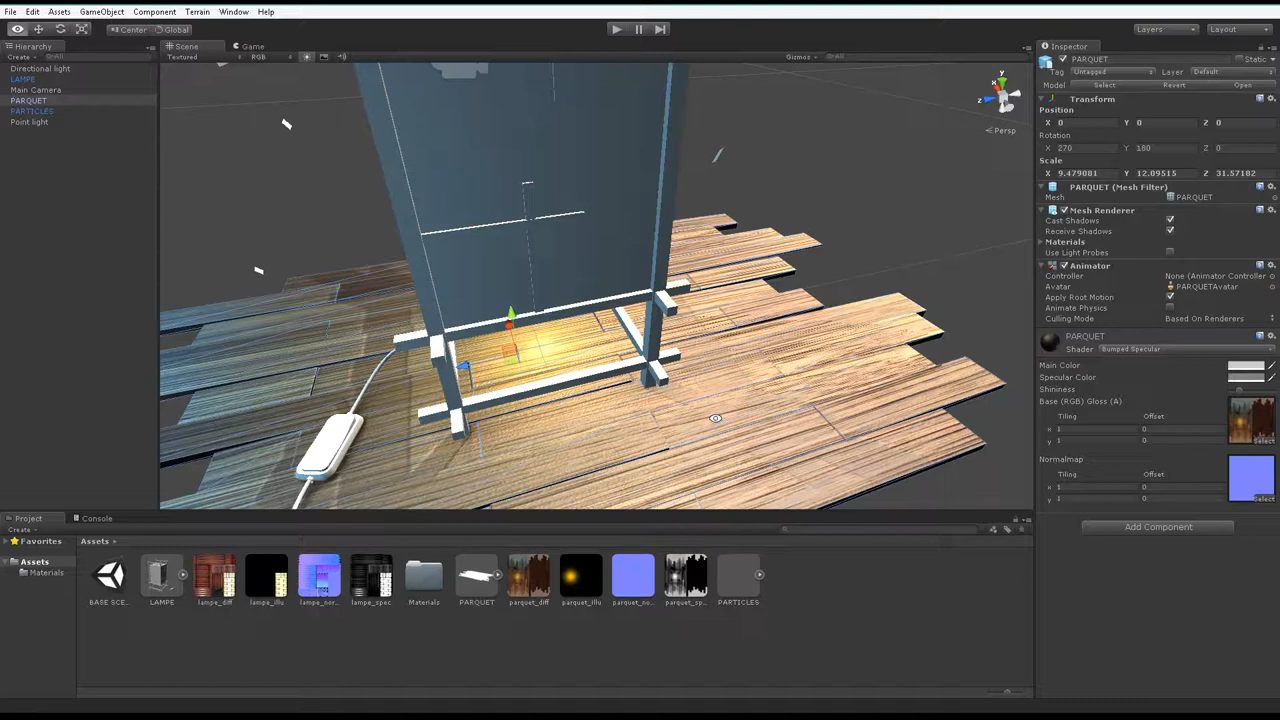 File Edit Assets GameObject Component Terrain Window Help
Center Global Layers Layout
Hierarchy
Create All
Directional light
LAMPE
Main Camera
PARQUET
PARTICLES
Point light
Scene Game
Textured RGB Gizmos All
y
x
z
Persp
Inspector
PARQUET Static
Tag Untagged Layer Default
Model Select Revert Open
Transform
Position
X 0 Y 0 Z 0
Rotation
X 270 Y 180 Z 0
Scale
X 9.479081 Y 12.09515 Z 31.57182
PARQUET (Mesh Filter)
Mesh PARQUET
Mesh Renderer
Cast Shadows
Receive Shadows
Materials
Use Light Probes
Animator
Controller None (Animator Controller
Avatar PARQUETAvatar
Apply Root Motion
Animate Physics
Culling Mode Based On Renderers
PARQUET
Shader Bumped Specular
Main Color
Specular Color
Shininess
Base (RGB) Gloss (A)
Tiling Offset
x 1 0
y 1 0
Select
Normalmap
Tiling Offset
x 1 0
y 1 0
Select
Add Component
Project Console
Create
Favorites
Assets
Materials
Assets
BASE SCE... LAMPE lampe_diff lampe_illu lampe_nor... lampe_spec Materials PARQUET parquet_diff parquet_illu parquet_no... parquet_sp... PARTICLES